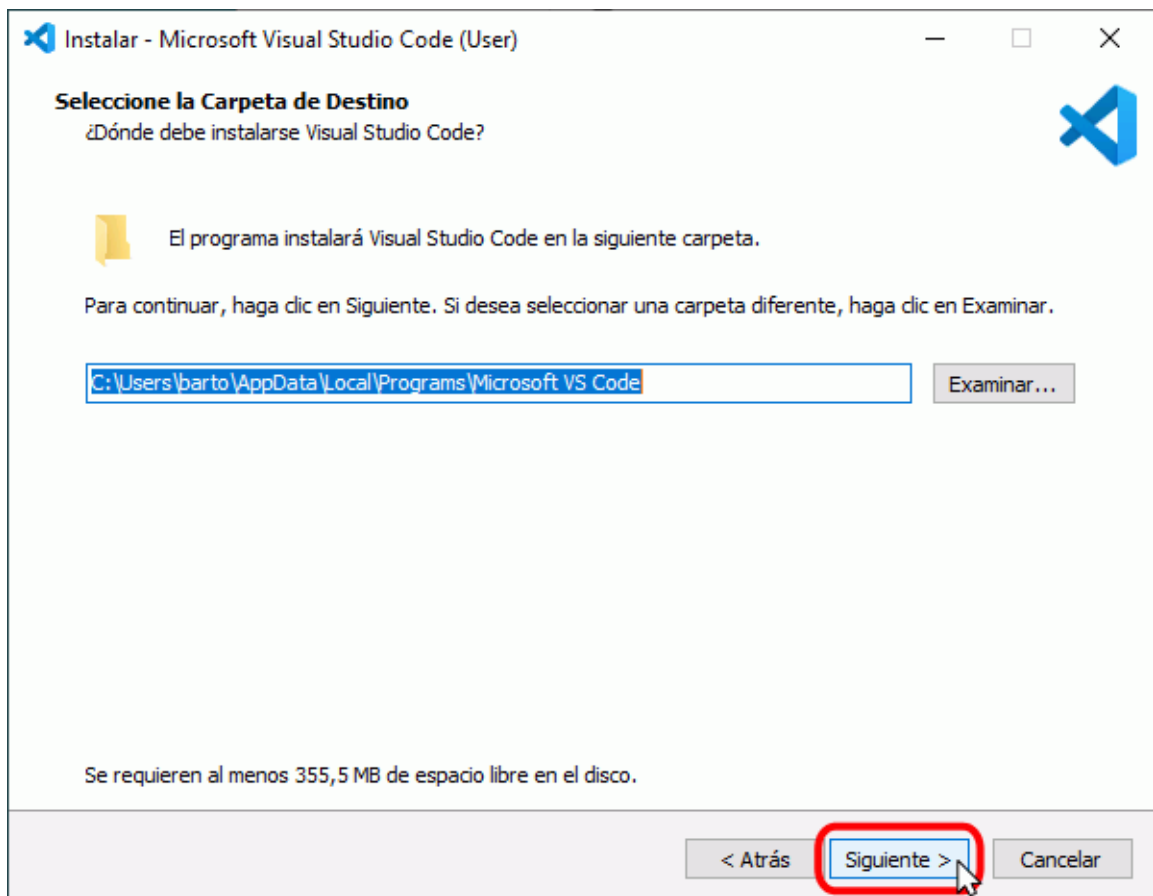 Instalar - Microsoft Visual Studio Code (User)
Seleccione la Carpeta de Destino
¿Dónde debe instalarse Visual Studio Code?
El programa instalará Visual Studio Code en la siguiente carpeta.
Para continuar, haga clic en Siguiente. Si desea seleccionar una carpeta diferente, haga clic en Examinar.
C:\Users\barto\AppData\Local\Programs\Microsoft VS Code
Examinar...
Se requieren al menos 355,5 MB de espacio libre en el disco.
< Atrás
Siguiente >
Cancelar